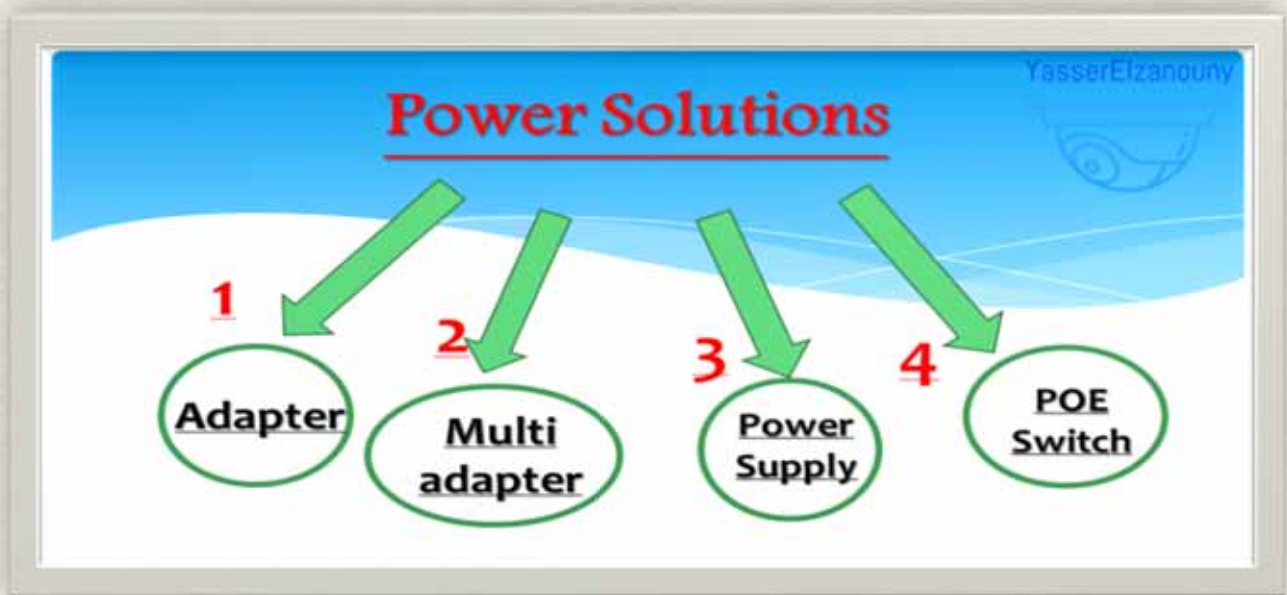 YasserElzanouny
Power Solutions
1
Adapter
2
Multi
adapter
3
Power
Supply
4
POE
Switch